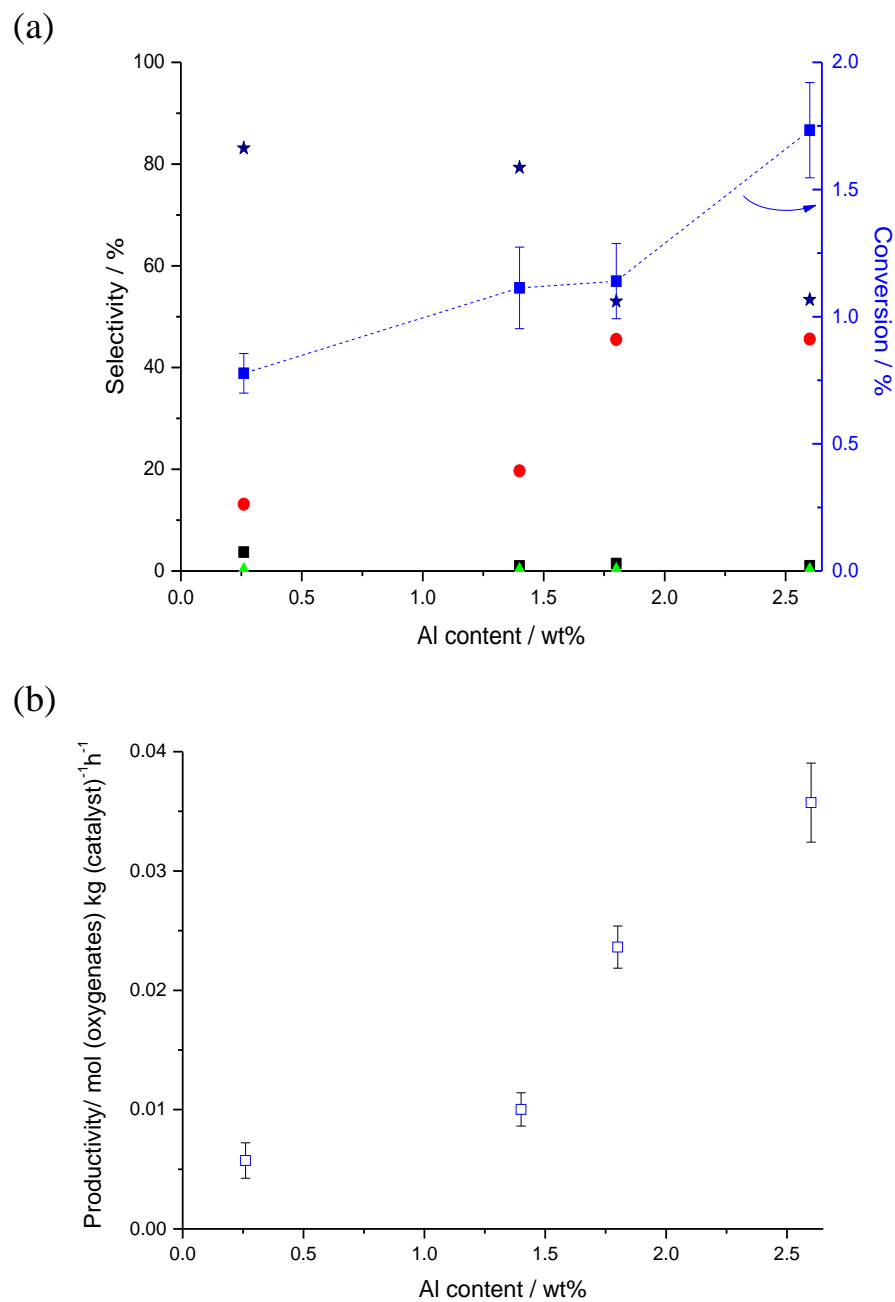 (a)
100
80
60
40
20
0
Selectivity / %
2.0
1.5
1.0
0.5
0.0
Conversion / %
0.0 0.5 1.0 1.5 2.0 2.5
Al content / wt%
(b)
0.04
0.03
0.02
0.01
0.00
Productivity/ mol (oxygenates) kg (catalyst)⁻¹h⁻¹
0.0 0.5 1.0 1.5 2.0 2.5
Al content / wt%